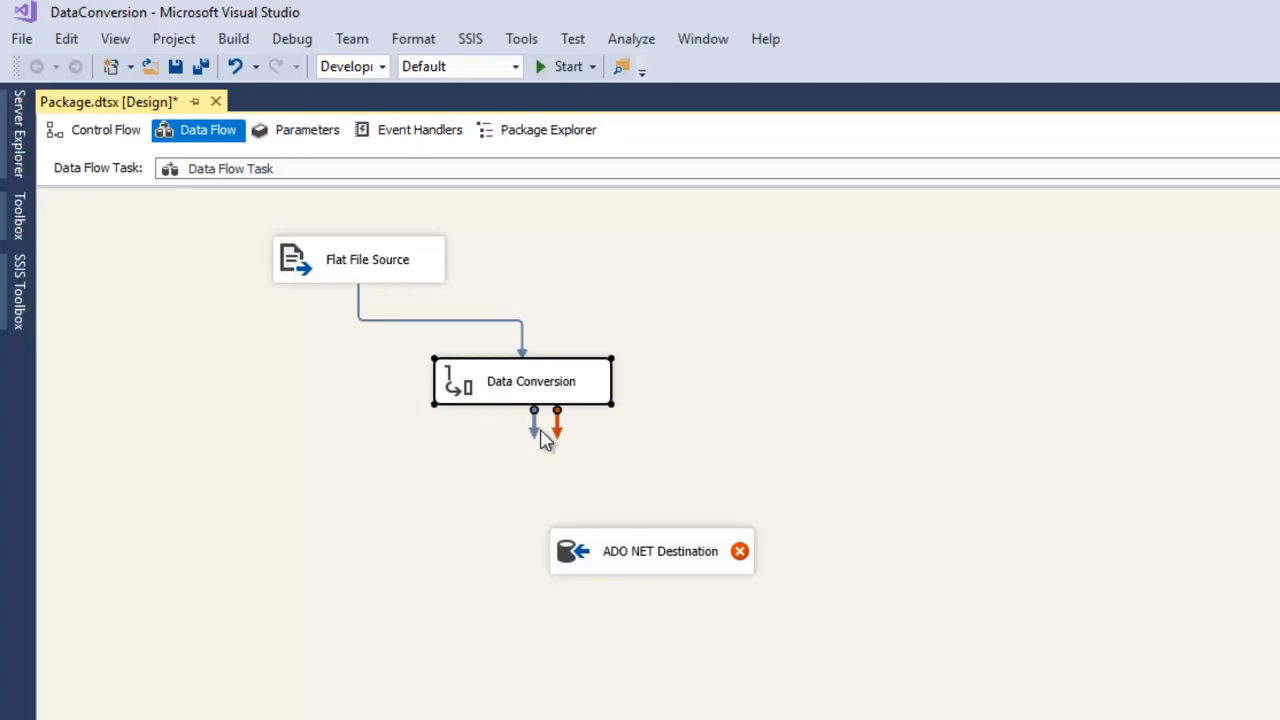 DataConversion - Microsoft Visual Studio
File Edit View Project Build Debug Team Format SSIS Tools Test Analyze Window Help
Develop Default Start
Package.dtsx [Design]*
Control Flow Data Flow Parameters Event Handlers Package Explorer
Data Flow Task: Data Flow Task
Server Explorer
Toolbox
SSIS Toolbox
Flat File Source
Data Conversion
ADO NET Destination